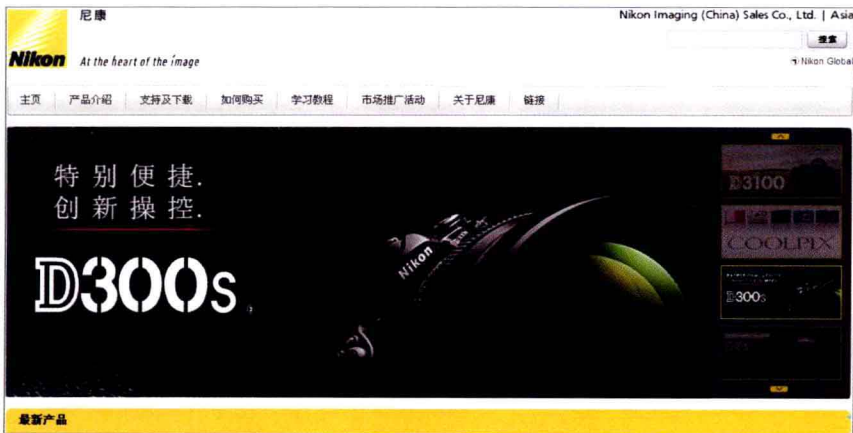 尼康
Nikon Imaging (China) Sales Co., Ltd. | Asia
搜索
Nikon At the heart of the image
Nikon Global
主页 产品介绍 支持及下载 如何购买 学习教程 市场推广活动 关于尼康 链接
特别便捷.
创新操控.
D300s
Nikon
D3100
COOLPIX
D300s
最新产品